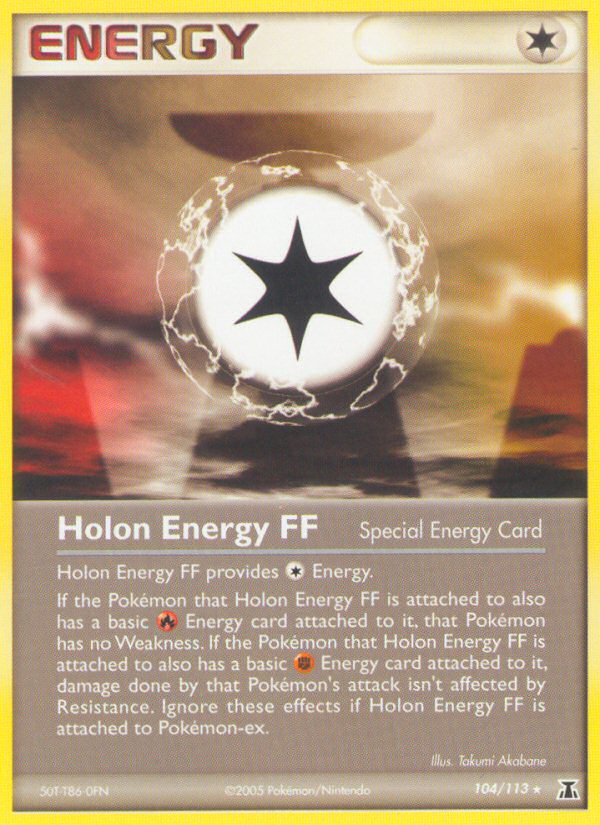 ENERGY
Holon Energy FF Special Energy Card
Holon Energy FF provides Energy.
If the Pokémon that Holon Energy FF is attached to also
has a basic Energy card attached to it, that Pokémon
has no Weakness. If the Pokémon that Holon Energy FF is
attached to also has a basic Energy card attached to it,
damage done by that Pokémon's attack isn't affected by
Resistance. Ignore these effects if Holon Energy FF is
attached to Pokémon-ex.
Illus. Takumi Akabane
50T-186-0FN ©2005 Pokémon/Nintendo 104/113 ★